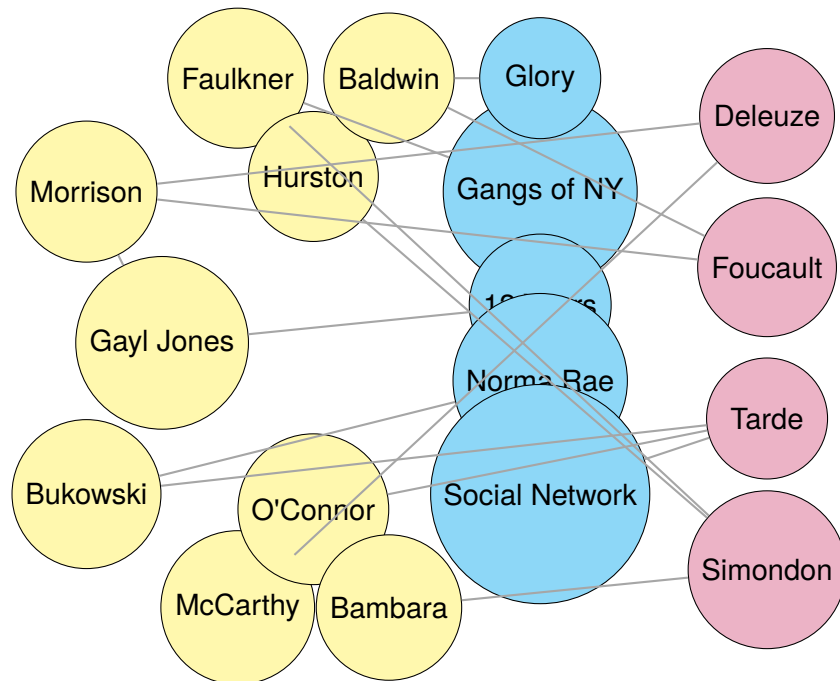 Faulkner
Baldwin
Glory
Deleuze
Hurston
Morrison
Gangs of NY
Foucault
Gayl Jones
Norma Rae
Tarde
Bukowski
O'Connor
Social Network
Simondon
McCarthy
Bambara